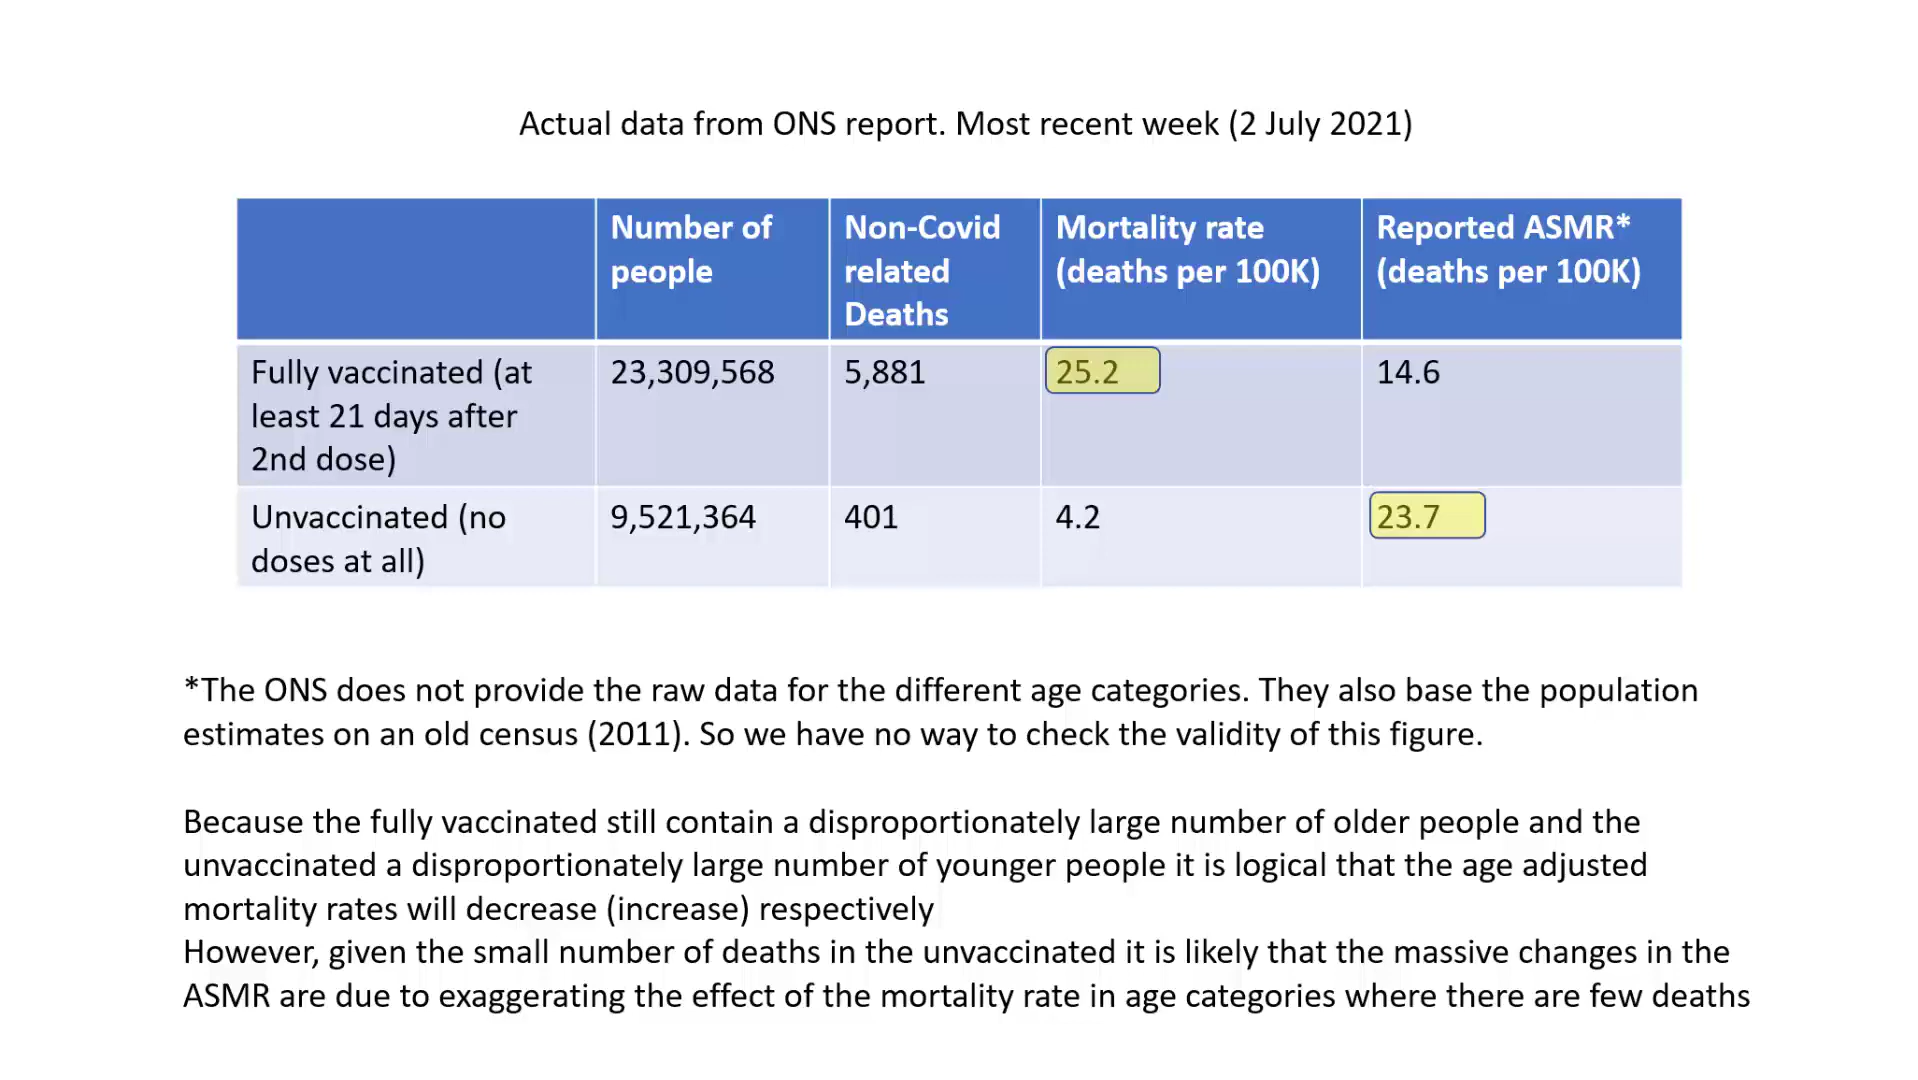 Actual data from ONS report. Most recent week (2 July 2021)
Number of people
Non-Covid related Deaths
Mortality rate (deaths per 100K)
Reported ASMR* (deaths per 100K)
Fully vaccinated (at least 21 days after 2nd dose)
23,309,568
5,881
25.2
14.6
Unvaccinated (no doses at all)
9,521,364
401
4.2
23.7
*The ONS does not provide the raw data for the different age categories. They also base the population
estimates on an old census (2011). So we have no way to check the validity of this figure.
Because the fully vaccinated still contain a disproportionately large number of older people and the
unvaccinated a disproportionately large number of younger people it is logical that the age adjusted
mortality rates will decrease (increase) respectively
However, given the small number of deaths in the unvaccinated it is likely that the massive changes in the
ASMR are due to exaggerating the effect of the mortality rate in age categories where there are few deaths